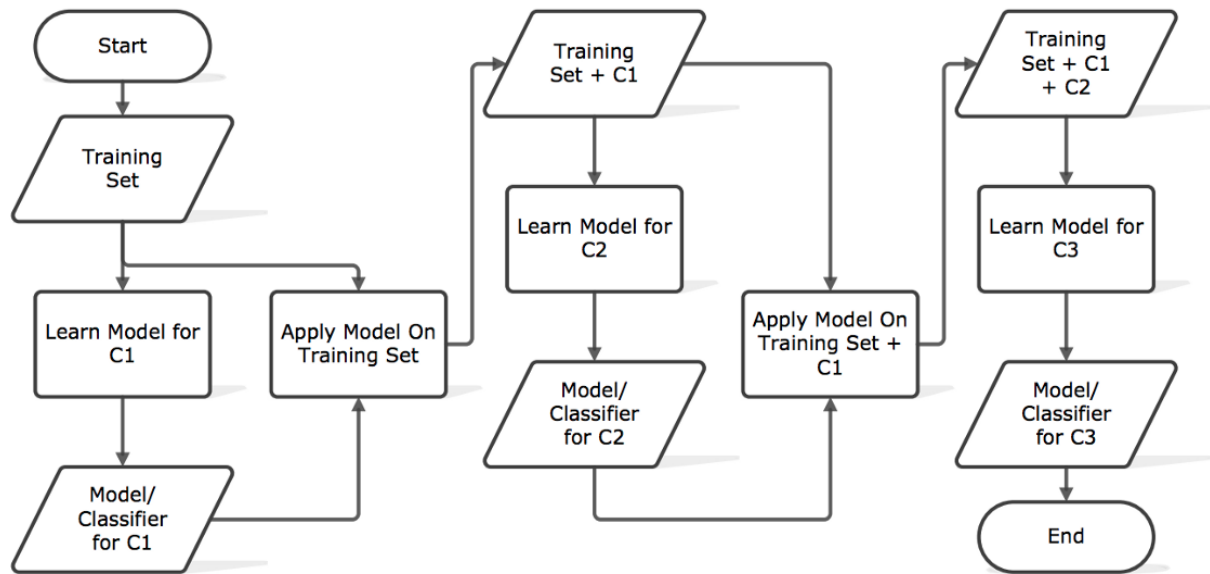 Start
Training
Set
Learn Model for
C1
Model/
Classifier
for C1
Apply Model On
Training Set
Training
Set + C1
Learn Model for
C2
Model/
Classifier
for C2
Apply Model On
Training Set +
C1
Training
Set + C1
+ C2
Learn Model for
C3
Model/
Classifier
for C3
End